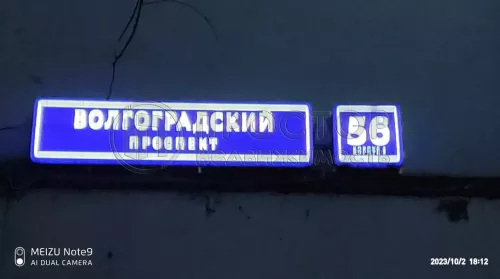 ВОЛГОГРАДСКИЙ
ПРОСПЕКТ
56
MEIZU Note9
AI DUAL CAMERA
2023/10/2 18:12